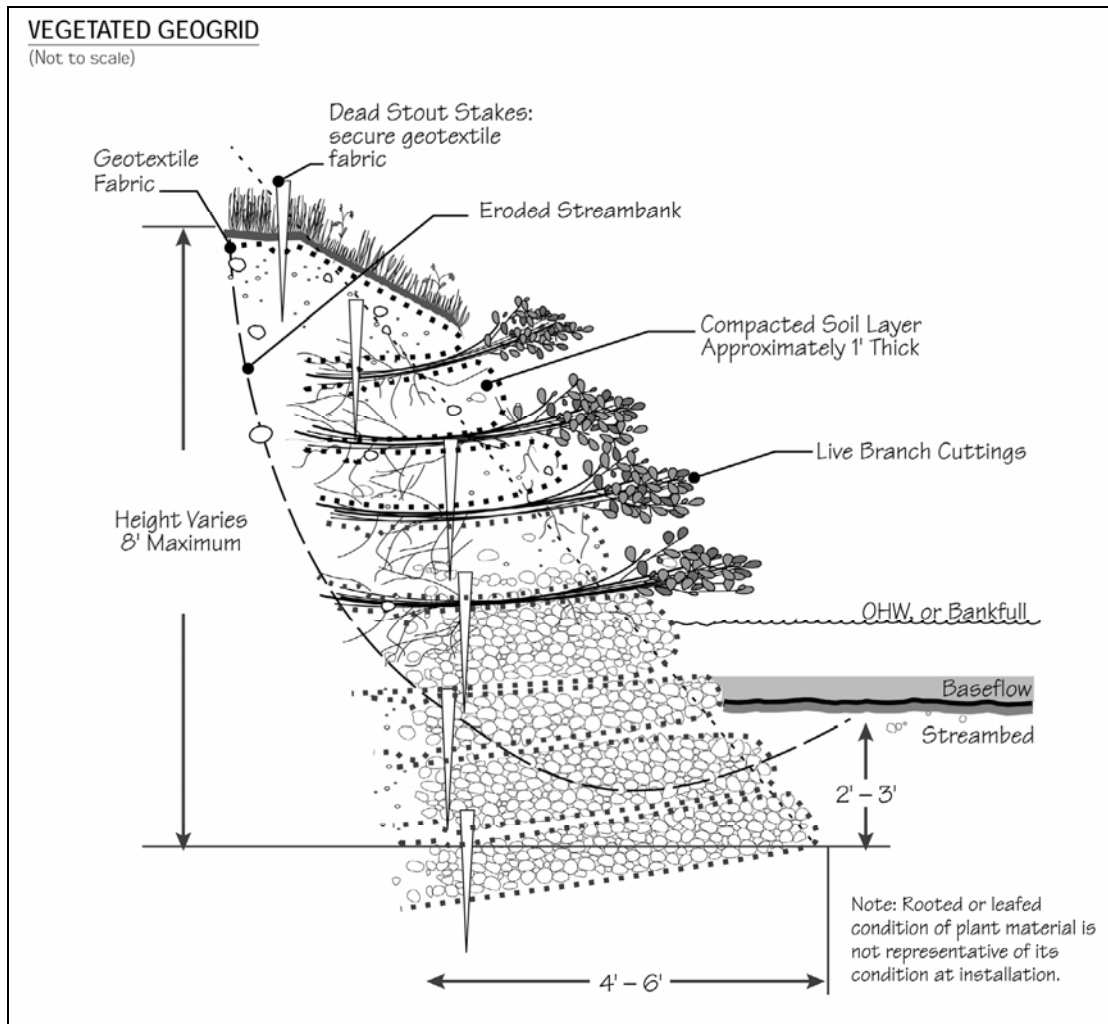 VEGETATED GEOGRID
(Not to scale)
Dead Stout Stakes:
secure geotextile
fabric
Geotextile
Fabric
Eroded Streambank
Compacted Soil Layer
Approximately 1' Thick
Live Branch Cuttings
Height Varies
8' Maximum
OHW, or Bankfull
Baseflow
Streambed
2' – 3'
Note: Rooted or leafed
condition of plant material is
not representative of its
condition at installation.
4' – 6'